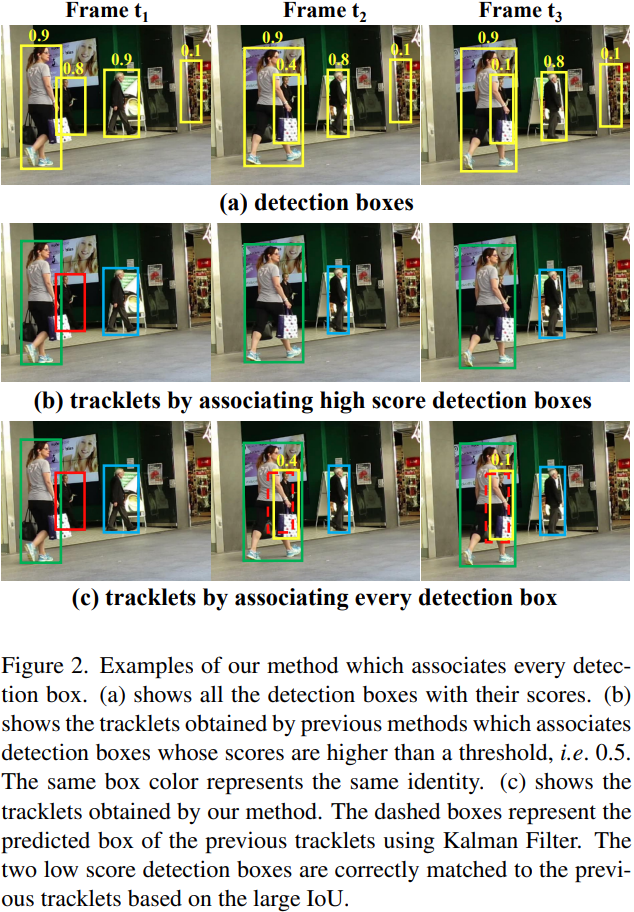 Frame t1 Frame t2 Frame t3
0.9 0.8 0.9 0.1 0.9 0.4 0.8 0.1 0.9 0.1 0.8 0.1
(a) detection boxes
(b) tracklets by associating high score detection boxes
0.4 0.1
(c) tracklets by associating every detection box
Figure 2. Examples of our method which associates every detec-
tion box. (a) shows all the detection boxes with their scores. (b)
shows the tracklets obtained by previous methods which associates
detection boxes whose scores are higher than a threshold, i.e. 0.5.
The same box color represents the same identity. (c) shows the
tracklets obtained by our method. The dashed boxes represent the
predicted box of the previous tracklets using Kalman Filter. The
two low score detection boxes are correctly matched to the previ-
ous tracklets based on the large IoU.